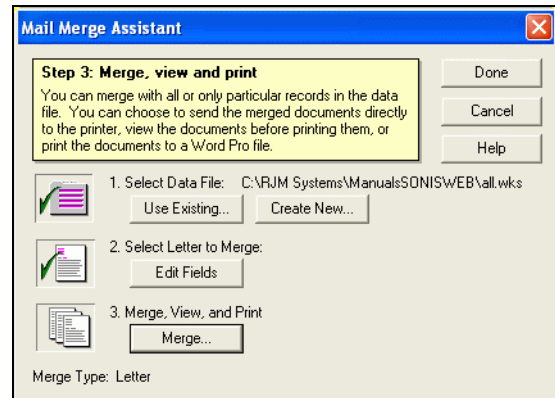 Mail Merge Assistant
Step 3: Merge, view and print
You can merge with all or only particular records in the data
file. You can choose to send the merged documents directly
to the printer, view the documents before printing them, or
print the documents to a Word Pro file.
Done
Cancel
Help
1. Select Data File: C:\RJM Systems\ManualsSONISWEB\all.wks
Use Existing... Create New...
2. Select Letter to Merge:
Edit Fields
3. Merge, View, and Print
Merge...
Merge Type: Letter